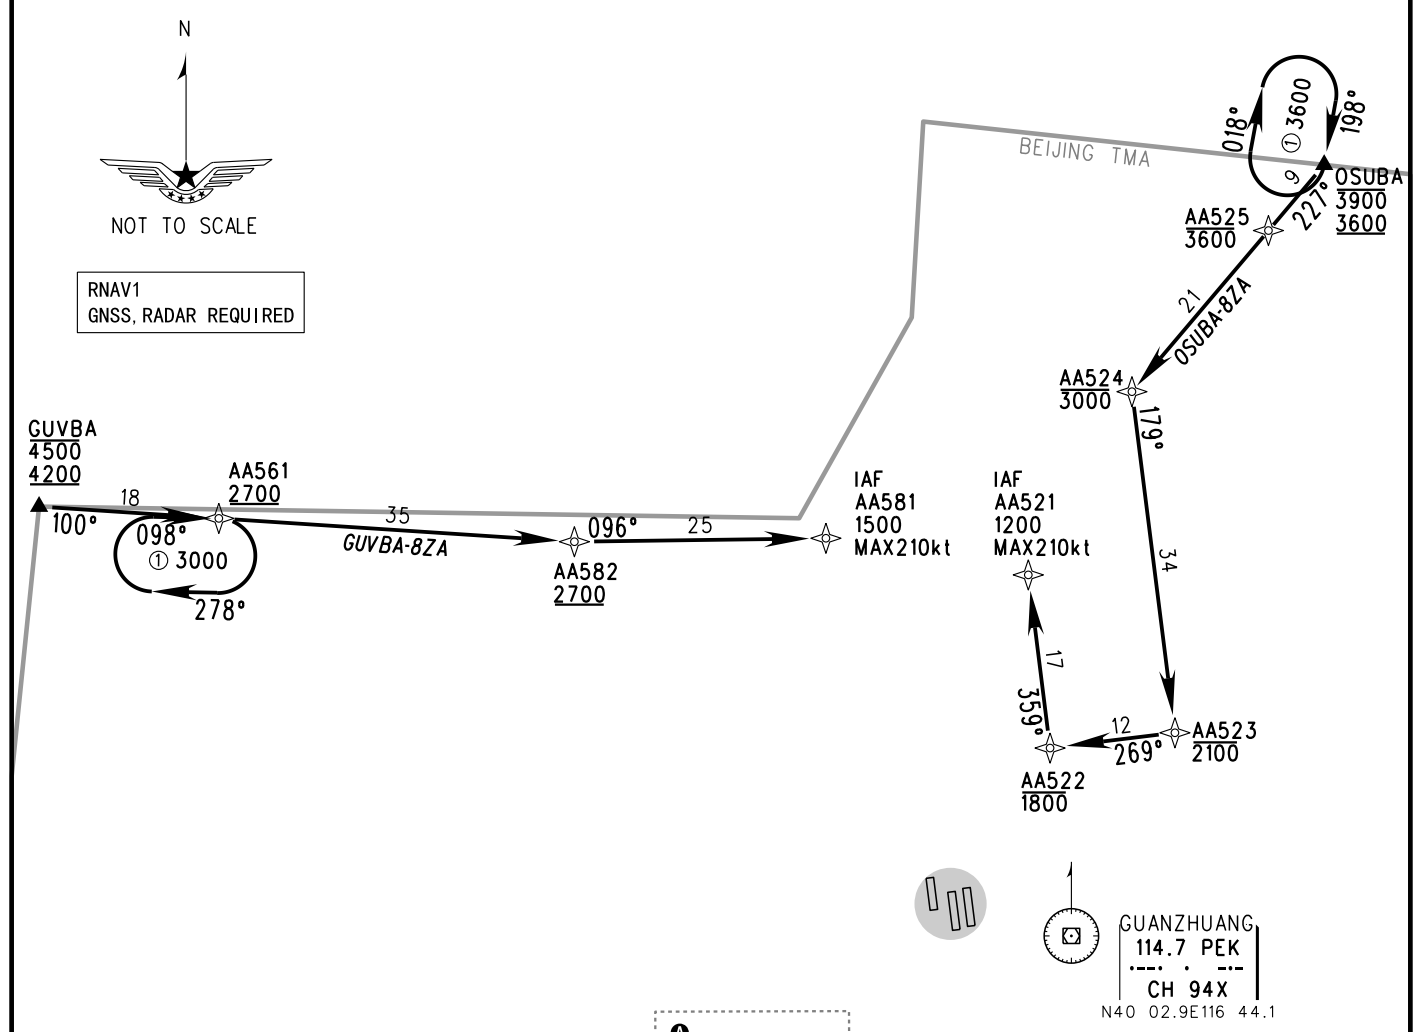 N
NOT TO SCALE
RNAV1
GNSS, RADAR REQUIRED
BEIJING TMA
018°
① 3600
198°
9
227°
OSUBA
3900
3600
AA525
3600
21
OSUBA-8ZA
AA524
3000
179°
34
GUVBA
4500
4200
18
100°
AA561
2700
098°
① 3000
278°
35
GUVBA-8ZA
096°
25
AA582
2700
IAF
AA581
1500
MAX210kt
IAF
AA521
1200
MAX210kt
17
359°
12
269°
AA523
2100
AA522
1800
GUANZHUANG
114.7 PEK
CH 94X
N40 02.9E116 44.1